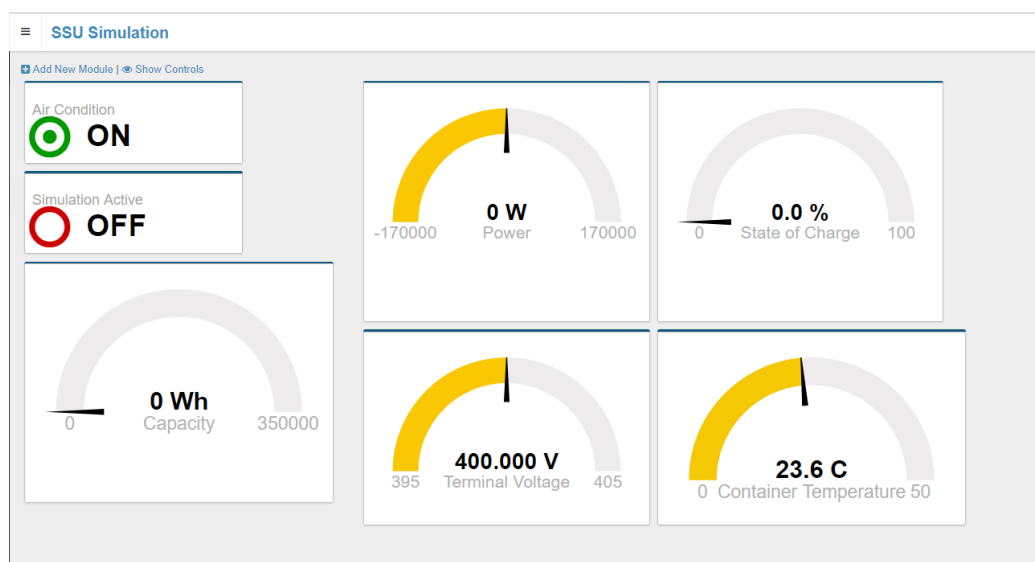 SSU Simulation
Add New Module | Show Controls
Air Condition
ON
Simulation Active
OFF
0 Wh
0 Capacity 350000
0 W
-170000 Power 170000
0.0 %
0 State of Charge 100
400.000 V
395 Terminal Voltage 405
23.6 C
0 Container Temperature 50